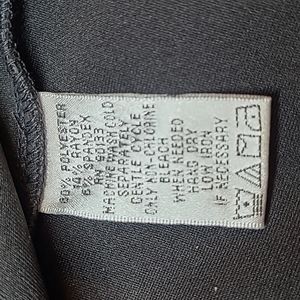 80% POLYESTER
14% RAYON
6% SPANDEX
RN
MACHINE WASH COLD
SEPARATELY
GENTLE CYCLE
ONLY NON-CHLORINE
BLEACH
WHEN NEEDED
HANG DRY
LOW IRON
IF NECESSARY